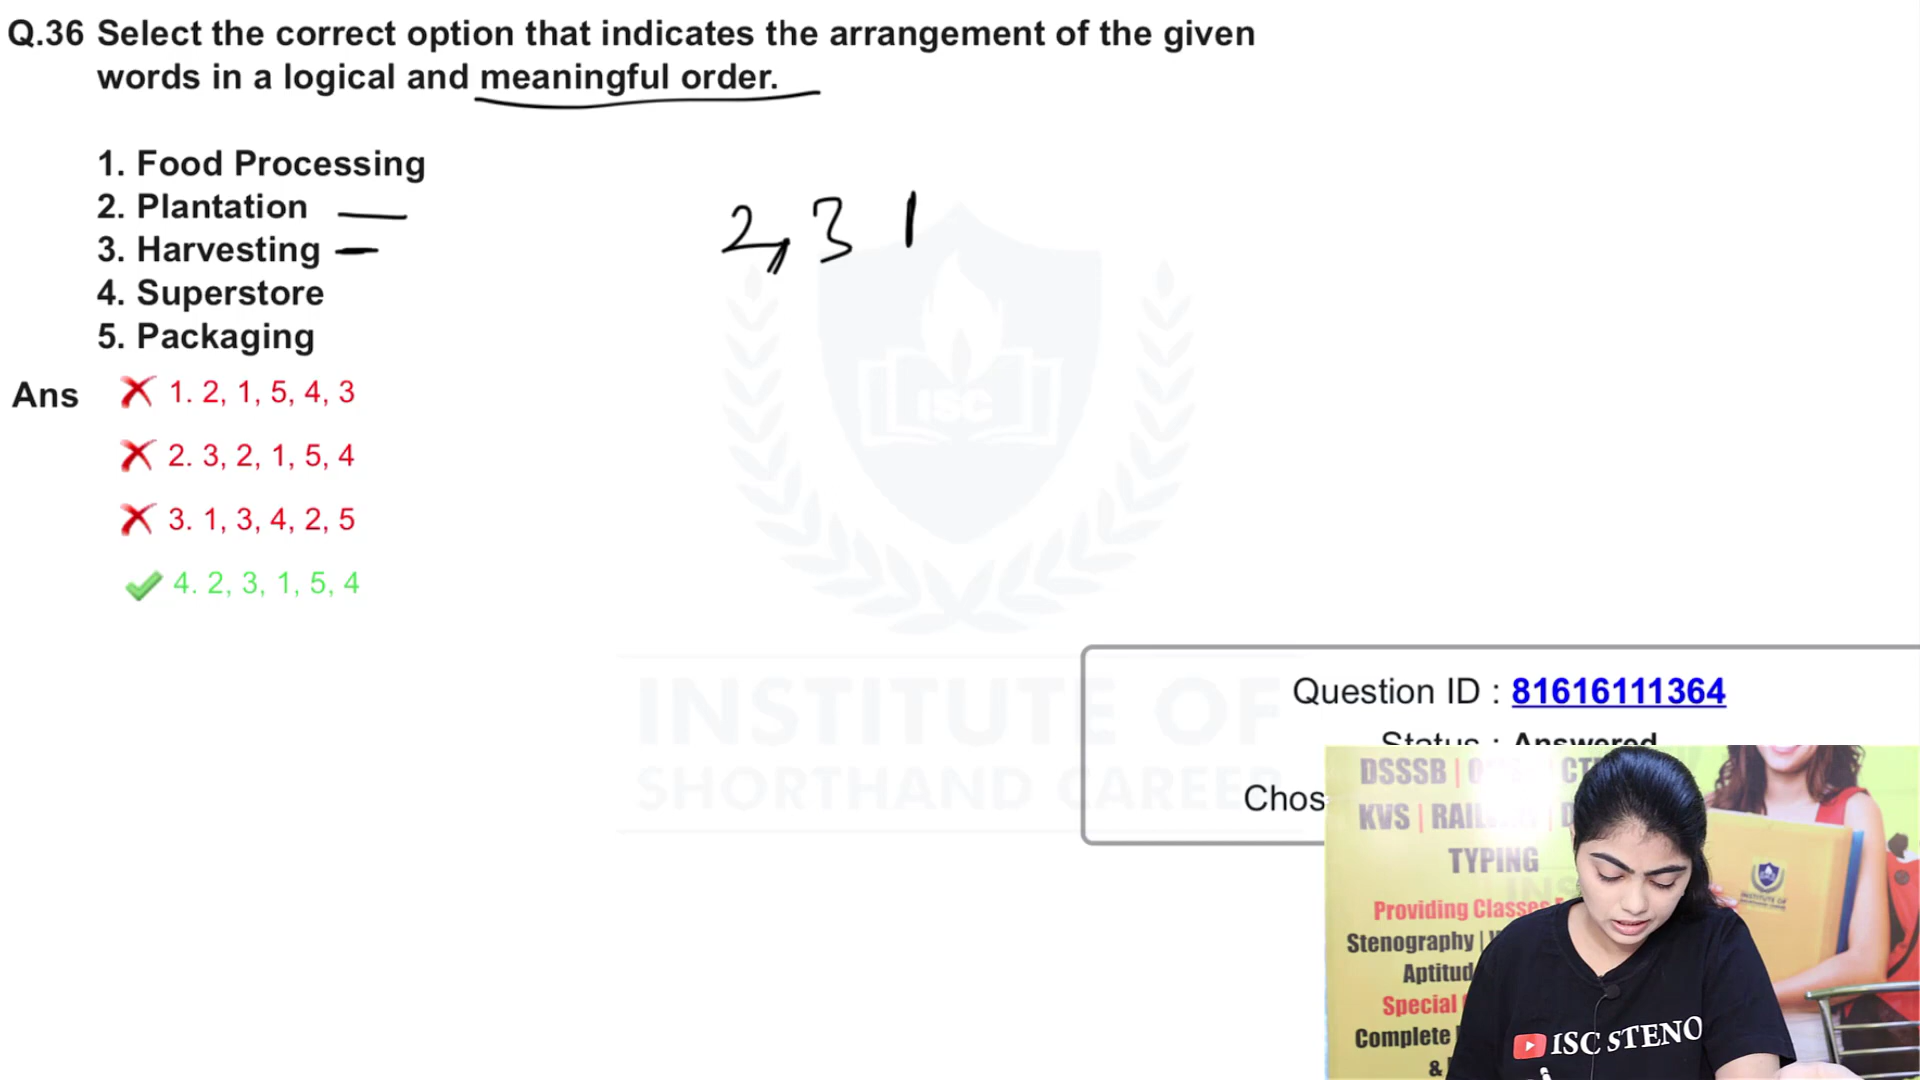 Q.36 Select the correct option that indicates the arrangement of the given
words in a logical and meaningful order.
1. Food Processing
2. Plantation
3. Harvesting
4. Superstore
5. Packaging
2, 3 1
Ans
1. 2, 1, 5, 4, 3
2. 3, 2, 1, 5, 4
3. 1, 3, 4, 2, 5
4. 2, 3, 1, 5, 4
ISC
INSTITUTE OF
SHORTHAND CAREER
Question ID : 81616111364
Status : Answered
Chos
DSSSB |
KVS |
TYPING
Providing Classes
Stenography |
Aptitud
Special
Complete
&
ISC STENO